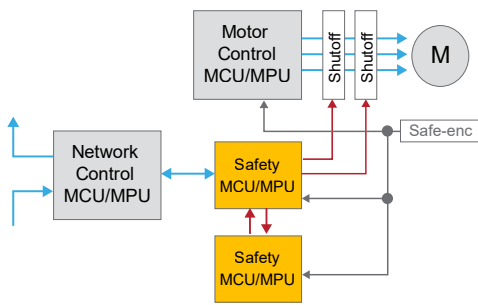 Motor
Control
MCU/MPU
Shutoff
Shutoff
M
Safe-enc
Network
Control
MCU/MPU
Safety
MCU/MPU
Safety
MCU/MPU